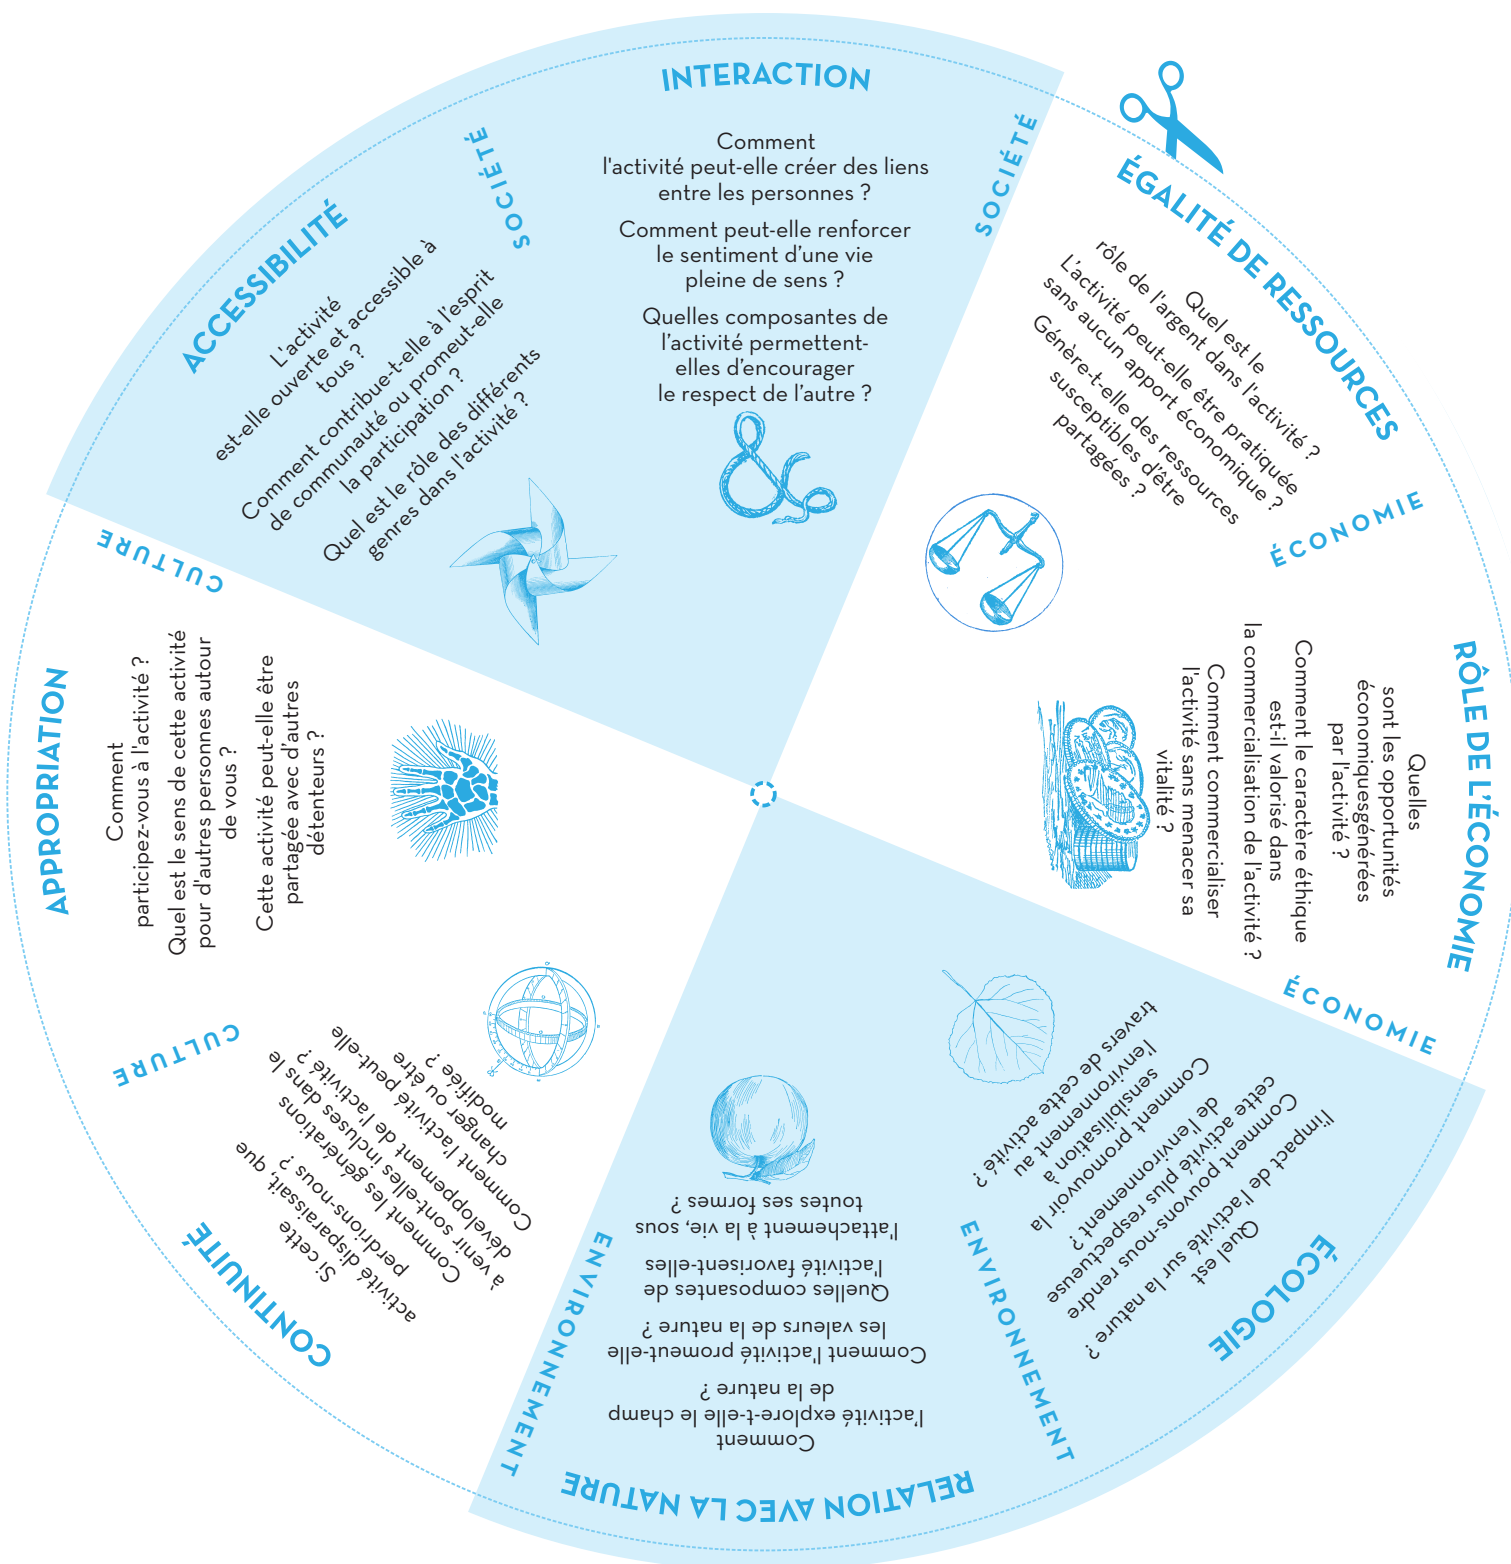 INTERACTION
SOCIÉTÉ
Comment
l'activité peut-elle créer des liens
entre les personnes ?
Comment peut-elle renforcer
le sentiment d’une vie
pleine de sens ?
Quelles composantes de
l’activité permettent-
elles d’encourager
le respect de l’autre ?
ÉGALITÉ DE RESSOURCES
ÉCONOMIE
Quel est le
rôle de l'argent dans l'activité ?
L'activité peut-elle être pratiquée
sans aucun apport économique ?
Génère-t-elle des ressources
susceptibles d'être
partagées ?
RÔLE DE L’ÉCONOMIE
ÉCONOMIE
Quelles
sont les opportunités
économiquesgénérées
par l'activité ?
Comment le caractère éthique
est-il valorisé dans
la commercialisation de l'activité ?
Comment commercialiser
l'activité sans menacer sa
vitalité ?
ÉCOLOGIE
ENVIRONNEMENT
Quel est
l'impact de l'activité sur la nature ?
Comment pouvons-nous rendre
cette activité plus respectueuse
de l'environnement ?
Comment promouvoir la
sensibilisation à
l'environnement au
travers de cette activité ?
RELATION AVEC LA NATURE
ENVIRONNEMENT
Comment
l'activité explore-t-elle le champ
de la nature ?
Comment l'activité promeut-elle
les valeurs de la nature ?
Quelles composantes de
l'activité favorisent-elles
l'attachement à la vie, sous
toutes ses formes ?
CONTINUITÉ
CULTURE
Si cette
activité disparaissait, que
perdrions-nous ?
Comment les générations
à venir sont-elles incluses dans le
développement de l'activité ?
Comment l'activité peut-elle
changer ou être
modifiée ?
APPROPRIATION
CULTURE
Comment
participez-vous à l'activité ?
Quel est le sens de cette activité
pour d'autres personnes autour
de vous ?
Cette activité peut-elle être
partagée avec d'autres
détenteurs ?
ACCESSIBILITÉ
SOCIÉTÉ
L'activité
est-elle ouverte et accessible à
tous ?
Comment contribue-t-elle à l'esprit
de communauté ou promeut-elle
la participation ?
Quel est le rôle des différents
genres dans l'activité ?